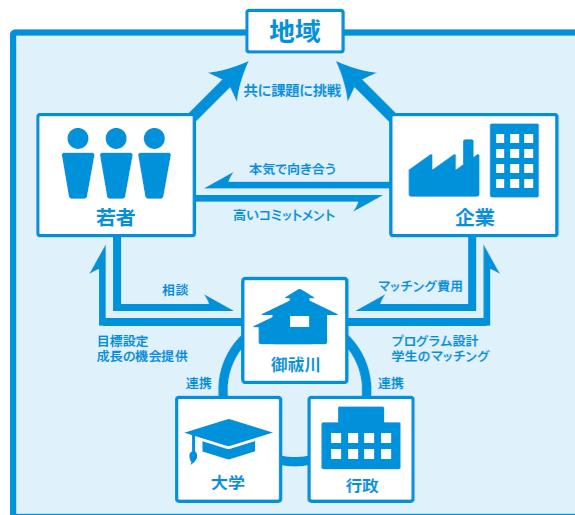 地域
共に課題に挑戦
本気で向き合う
若者
企業
高いコミットメント
相談
マッチング費用
目標設定
成長の機会提供
御祓川
プログラム設計
学生のマッチング
連携
連携
大学
行政